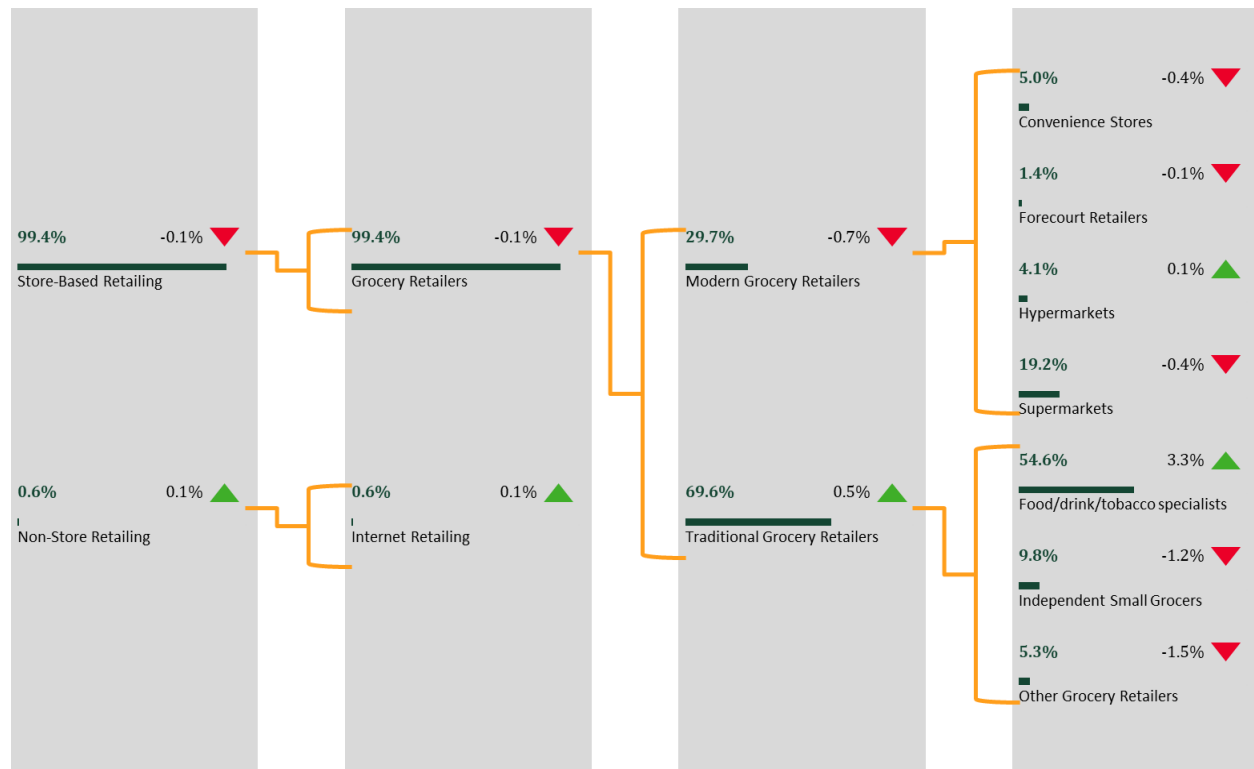 99.4% -0.1%
Store-Based Retailing
0.6% 0.1%
Non-Store Retailing
99.4% -0.1%
Grocery Retailers
0.6% 0.1%
Internet Retailing
29.7% -0.7%
Modern Grocery Retailers
69.6% 0.5%
Traditional Grocery Retailers
5.0% -0.4%
Convenience Stores
1.4% -0.1%
Forecourt Retailers
4.1% 0.1%
Hypermarkets
19.2% -0.4%
Supermarkets
54.6% 3.3%
Food/drink/tobacco specialists
9.8% -1.2%
Independent Small Grocers
5.3% -1.5%
Other Grocery Retailers